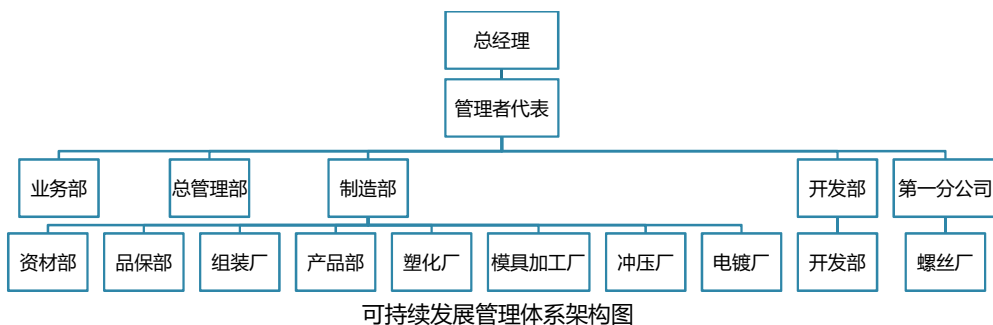 总经理
管理者代表
业务部
总管理部
制造部
开发部
第一分公司
资材部
品保部
组装厂
产品部
塑化厂
模具加工厂
冲压厂
电镀厂
开发部
螺丝厂
可持续发展管理体系架构图